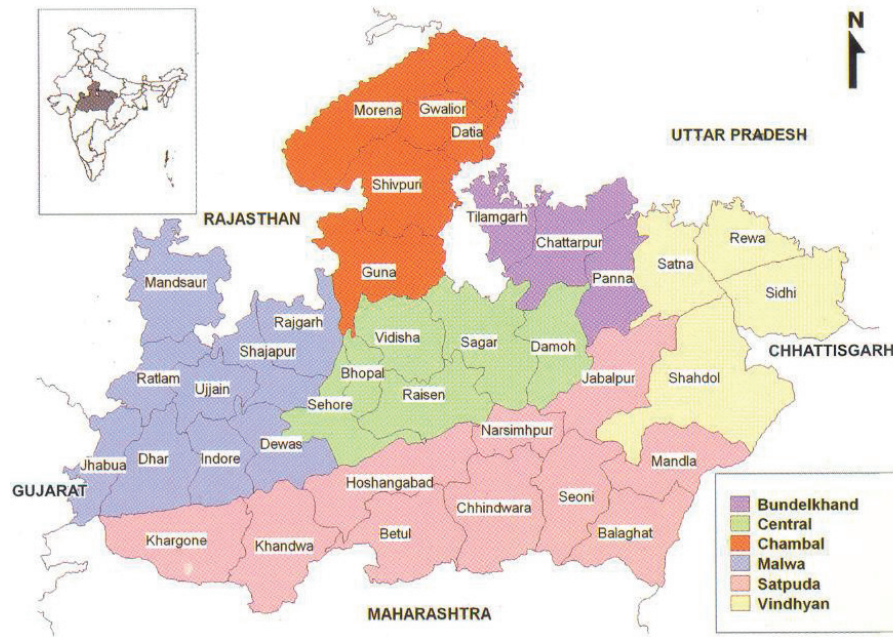 N
Morena
Gwalior
Datia
UTTAR PRADESH
Shivpuri
RAJASTHAN
Tilamgarh
Chattarpur
Rewa
Satna
Guna
Panna
Mandsaur
Sidhi
Rajgarh
Vidisha
Sagar
Damoh
Shajapur
CHHATTISGARH
Bhopal
Jabalpur
Shahdol
Ratlam
Ujjain
Raisen
Sehore
Narsimhpur
Dewas
Jhabua
Dhar
Indore
Mandla
GUJARAT
Hoshangabad
Chhindwara
Seoni
Khargone
Khandwa
Betul
Balaghat
MAHARASHTRA
Bundelkhand
Central
Chambal
Malwa
Satpuda
Vindhyan